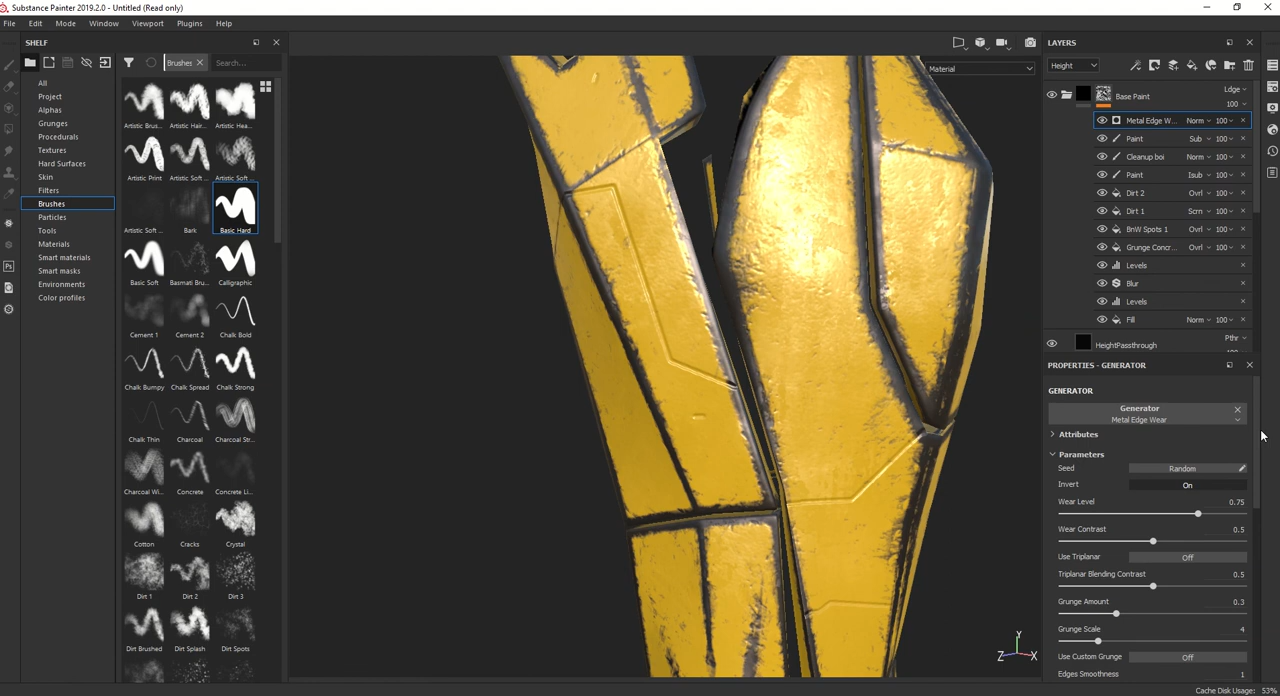 Substance Painter 2019.2.0 - Untitled (Read only)
File Edit Mode Window Viewport Plugins Help
SHELF
Brushes Search...
All
Project
Alphas
Grunges
Procedurals
Textures
Hard Surfaces
Skin
Filters
Brushes
Particles
Tools
Materials
Smart materials
Smart masks
Environments
Color profiles
Artistic Brus... Artistic Hair... Artistic Hea...
Artistic Print Artistic Soft ... Artistic Soft ...
Artistic Soft ... Bark Basic Hard
Basic Soft Basmati Bru... Calligraphic
Cement 1 Cement 2 Chalk Bold
Chalk Bumpy Chalk Spread Chalk Strong
Chalk Thin Charcoal Charcoal Str...
Charcoal Wi... Concrete Concrete Li...
Cotton Cracks Crystal
Dirt 1 Dirt 2 Dirt 3
Dirt Brushed Dirt Splash Dirt Spots
Material
Y
Z X
LAYERS
Height
Base Paint Ldge 100
Metal Edge W... Norm 100
Paint Sub 100
Cleanup boi Norm 100
Paint lsub 100
Dirt 2 Ovrl 100
Dirt 1 Scrn 100
BnW Spots 1 Ovrl 100
Grunge Concr... Ovrl 100
Levels
Blur
Levels
Fill Norm 100
HeightPassthrough Pthr
100
PROPERTIES - GENERATOR
GENERATOR
Generator
Metal Edge Wear
Attributes
Parameters
Seed Random
Invert On
Wear Level 0.75
Wear Contrast 0.5
Use Triplanar Off
Triplanar Blending Contrast 0.5
Grunge Amount 0.3
Grunge Scale 4
Use Custom Grunge Off
Edges Smoothness 1
Cache Disk Usage: 53%
Ps